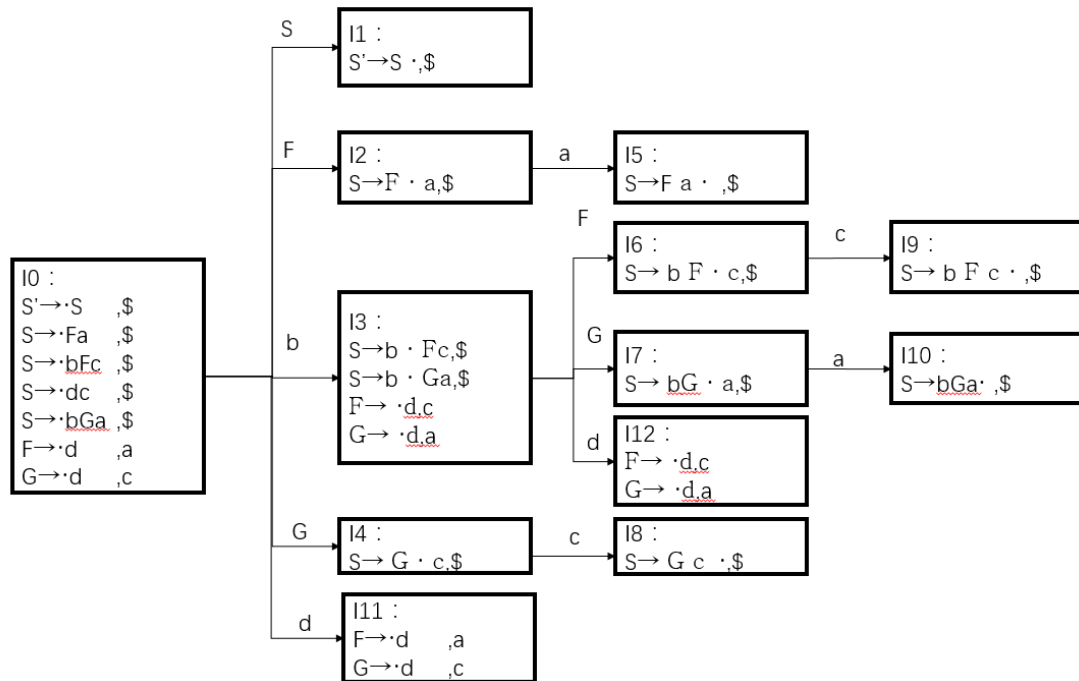 S
I1：
S'→S ·,$
F
I2：
S→F · a,$
a
I5：
S→F a · ,$
I0：
S'→·S ,$
S→·Fa ,$
S→·bFc ,$
S→·dc ,$
S→·bGa ,$
F→·d ,a
G→·d ,c
b
I3：
S→b · Fc,$
S→b · Ga,$
F→ ·d,c
G→ ·d,a
F
I6：
S→ b F · c,$
c
I9：
S→ b F c · ,$
G
I7：
S→ bG · a,$
a
I10：
S→bGa· ,$
d
I12：
F→ ·d,c
G→ ·d,a
G
I4：
S→ G · c,$
c
I8：
S→ G c ·,$
d
I11：
F→·d ,a
G→·d ,c